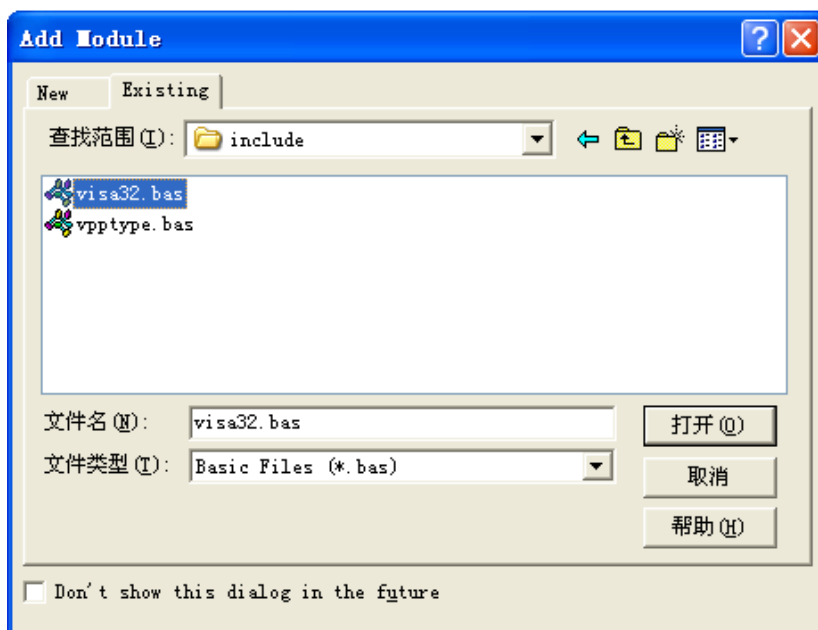 Add Module
New
Existing
查找范围(I):
include
visa32.bas
vpptype.bas
文件名(N):
visa32.bas
打开(O)
文件类型(T):
Basic Files (*.bas)
取消
帮助(H)
Don't show this dialog in the future